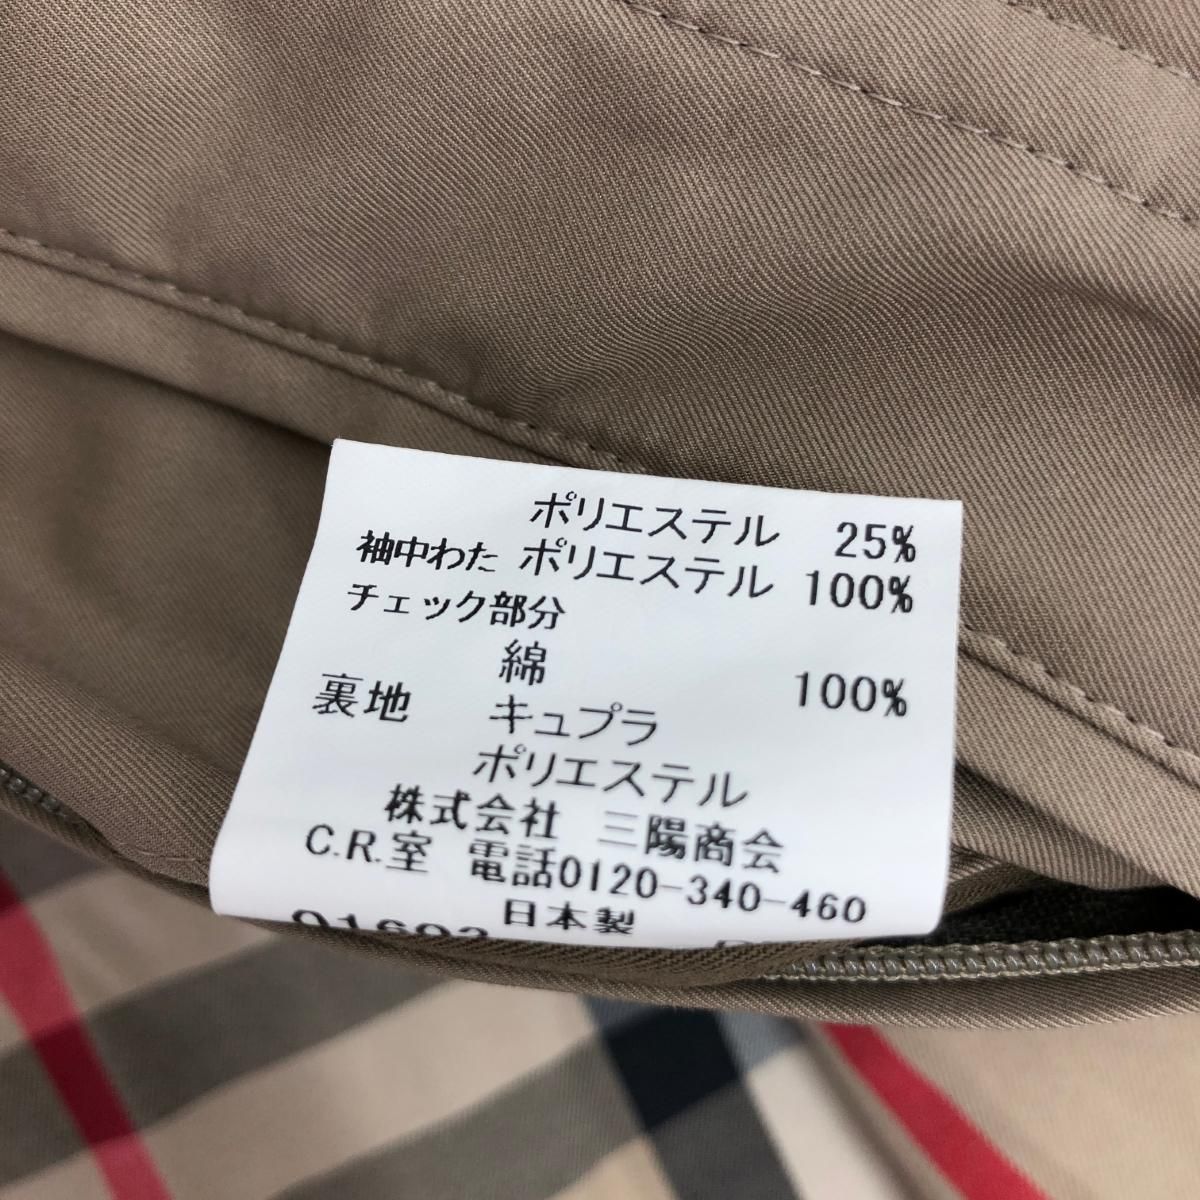 ポリエステル 25%
袖中わた ポリエステル 100%
チェック部分
綿 100%
裏地 キュプラ
ポリエステル
株式会社 三陽商会
C.R.室 電話0120-340-460
日本製